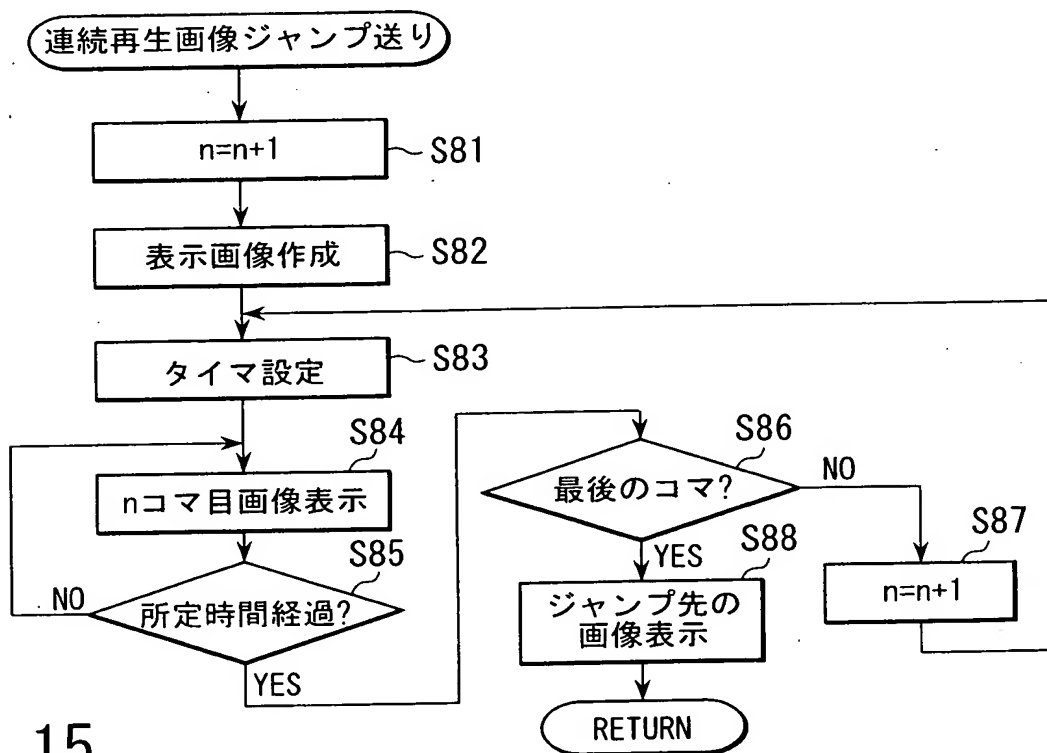 連続再生画像ジャンプ送り
n=n+1
S81
表示画像作成
S82
タイマ設定
S83
S84
nコマ目画像表示
S85
所定時間経過?
NO
YES
S86
最後のコマ?
NO
YES
S87
n=n+1
S88
ジャンプ先の
画像表示
RETURN
15